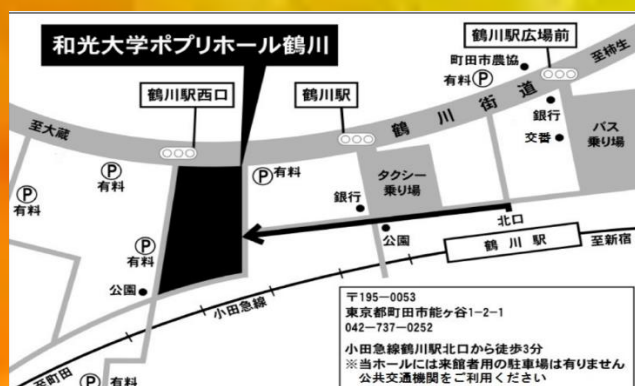 和光大学ポプリホール鶴川
鶴川駅広場前
町田市農協
有料Ⓟ
至柿生
鶴川駅西口
鶴川駅
鶴川街道
銀行
交番
バス
乗り場
至大蔵
Ⓟ
有料
Ⓟ
有料
Ⓟ有料
タクシー
乗り場
銀行
北口
公園
鶴川駅
至新宿
Ⓟ
有料
公園
小田急線
至町田
Ⓟ有料
〒195-0053
東京都町田市能ヶ谷1-2-1
042-737-0252
小田急線鶴川駅北口から徒歩3分
※当ホールには来館者用の駐車場は有りません
公共交通機関をご利用ください